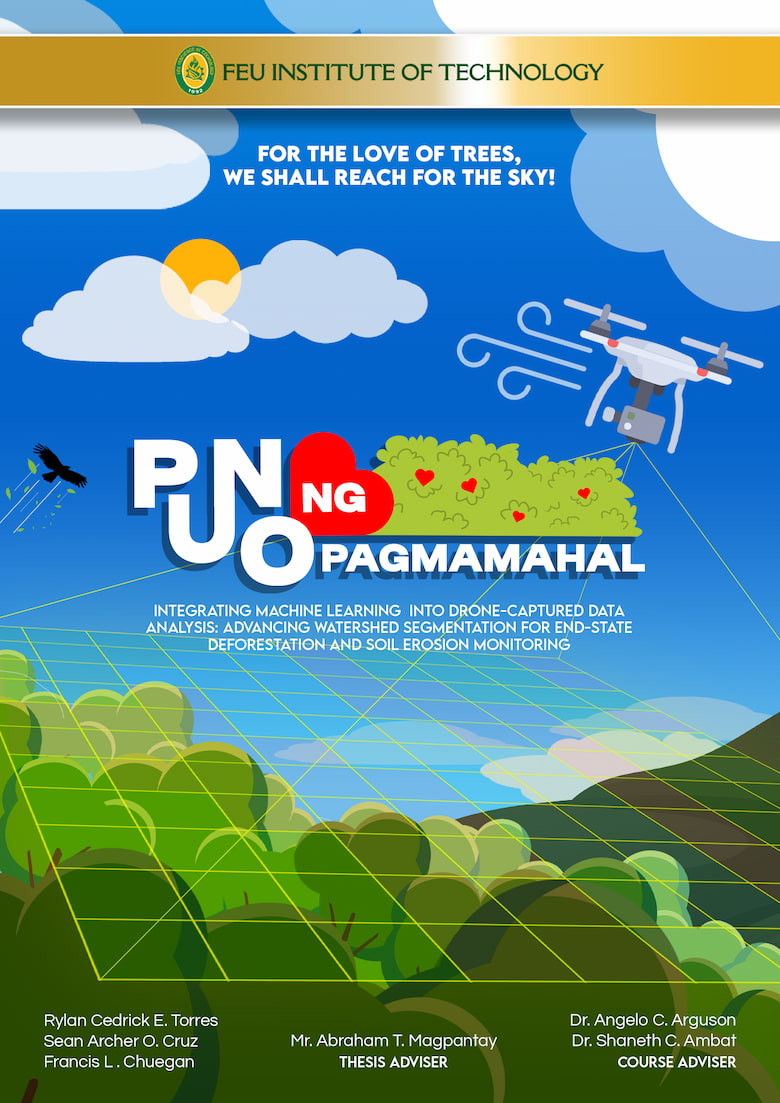 FEU INSTITUTE OF TECHNOLOGY
FOR THE LOVE OF TREES,
WE SHALL REACH FOR THE SKY!
PUNO
NG
PAGMAMAHAL
INTEGRATING MACHINE LEARNING INTO DRONE-CAPTURED DATA
ANALYSIS: ADVANCING WATERSHED SEGMENTATION FOR END-STATE
DEFORESTATION AND SOIL EROSION MONITORING
Rylan Cedrick E. Torres
Sean Archer O. Cruz
Francis L . Chuegan
Mr. Abraham T. Magpantay
THESIS ADVISER
Dr. Angelo C. Arguson
Dr. Shaneth C. Ambat
COURSE ADVISER